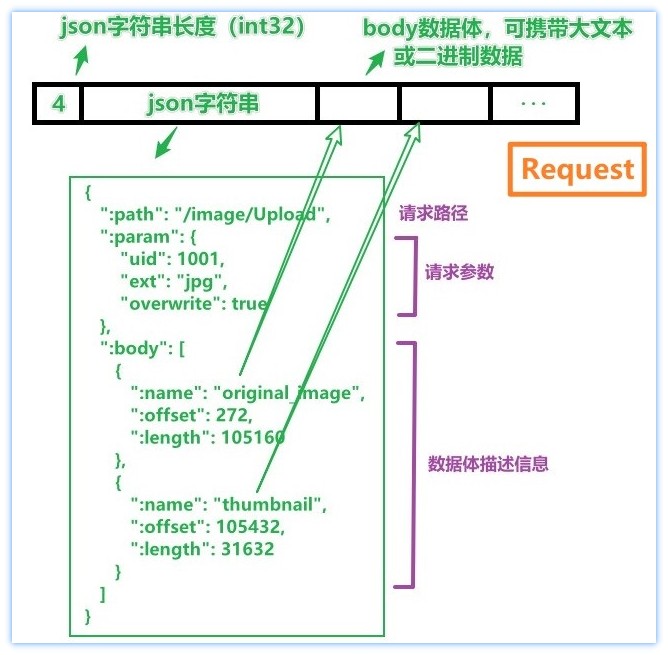 json字符串长度（int32）
body数据体，可携带大文本
或二进制数据
4
json字符串
...
Request
{
":path": "/image/Upload",
请求路径
":param": {
"uid": 1001,
"ext": "jpg",
请求参数
"overwrite": true
},
":body": [
{
":name": "original_image",
":offset": 272,
":length": 105160
},
数据体描述信息
{
":name": "thumbnail",
":offset": 105432,
":length": 31632
}
]
}